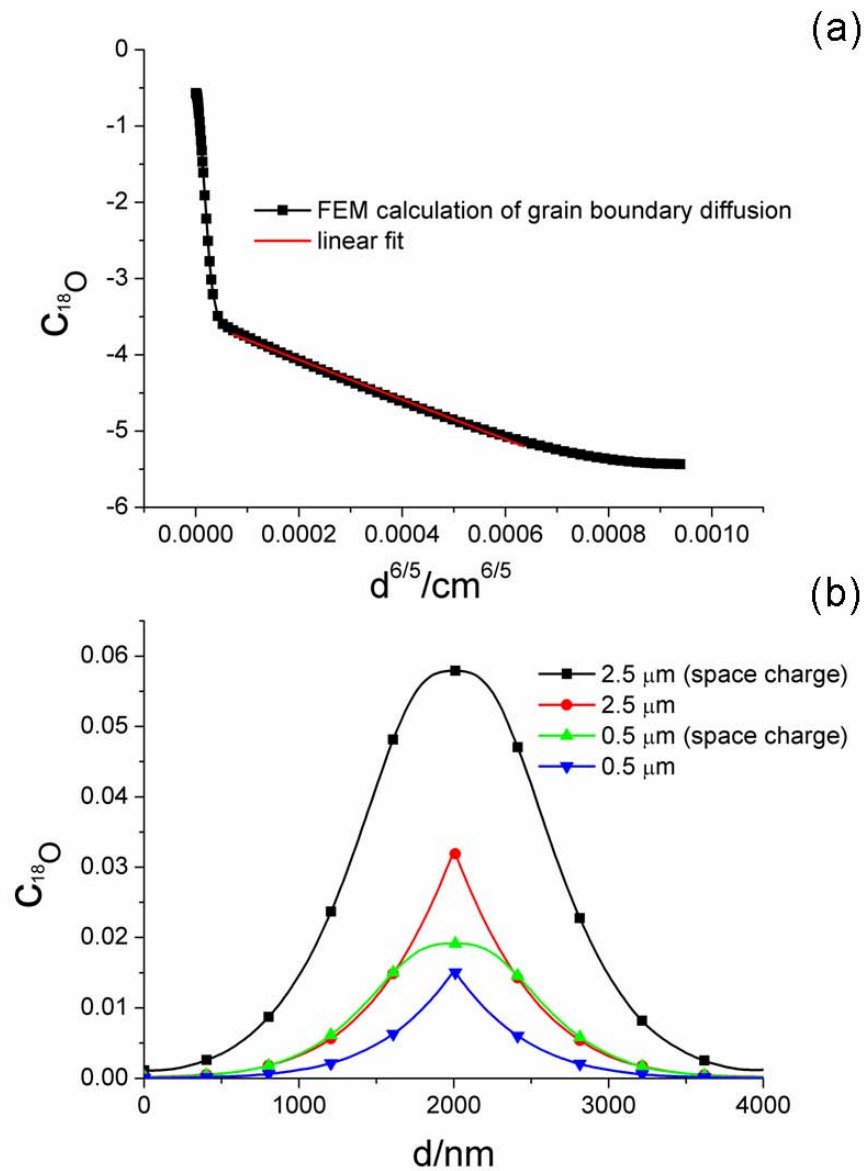 (a)
0
-1
-2
-3
-4
-5
-6
C18O
FEM calculation of grain boundary diffusion
linear fit
0.0000 0.0002 0.0004 0.0006 0.0008 0.0010
d6/5/cm6/5
(b)
0.06
0.05
0.04
0.03
0.02
0.01
0.00
C18O
2.5 μm (space charge)
2.5 μm
0.5 μm (space charge)
0.5 μm
0 1000 2000 3000 4000
d/nm